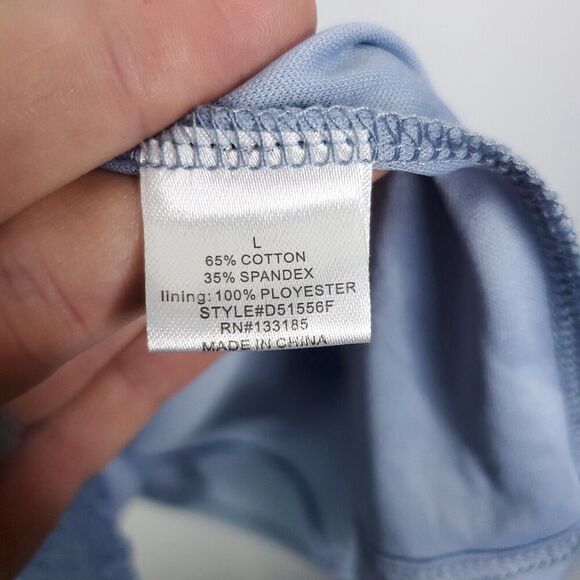 L
65% COTTON
35% SPANDEX
lining: 100% PLOYESTER
STYLE#D51556F
RN#133185
MADE IN CHINA